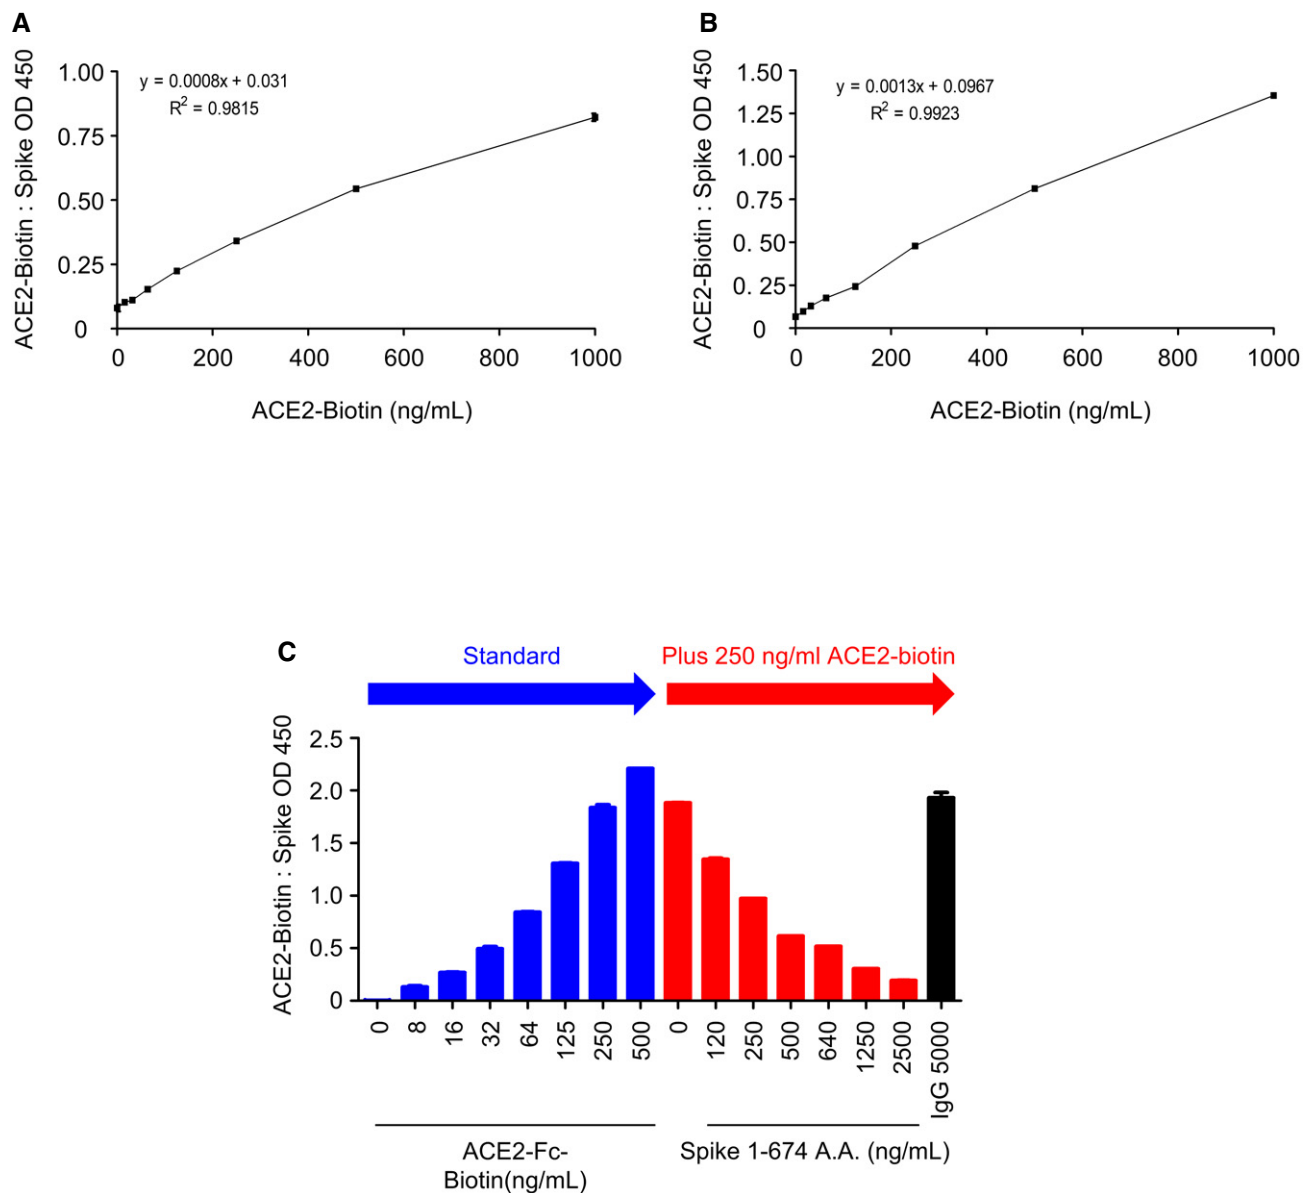 A
ACE2-Biotin : Spike OD 450
y = 0.0008x + 0.031
R2 = 0.9815
1.00
0.75
0.50
0.25
0
0 200 400 600 800 1000
ACE2-Biotin (ng/mL)
B
ACE2-Biotin : Spike OD 450
y = 0.0013x + 0.0967
R2 = 0.9923
1.50
1.25
1.00
0.75
0. 50
0. 25
0
0 200 400 600 800 1000
ACE2-Biotin (ng/mL)
C
Standard
Plus 250 ng/ml ACE2-biotin
ACE2-Biotin : Spike OD 450
2.5
2.0
1.5
1.0
0.5
0
0 8 16 32 64 125 250 500 0 120 250 500 640 1250 2500 IgG 5000
ACE2-Fc-
Biotin(ng/mL)
Spike 1-674 A.A. (ng/mL)